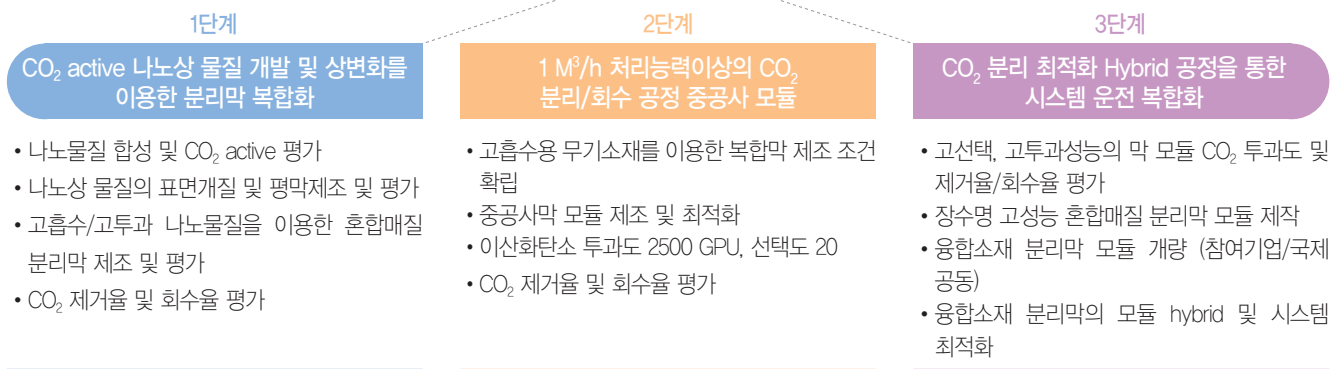 1단계
CO₂ active 나노상 물질 개발 및 상변화를
이용한 분리막 복합화
• 나노물질 합성 및 CO₂ active 평가
• 나노상 물질의 표면개질 및 평막제조 및 평가
• 고흡수/고투과 나노물질을 이용한 혼합매질
분리막 제조 및 평가
• CO₂ 제거율 및 회수율 평가
2단계
1 M³/h 처리능력이상의 CO₂
분리/회수 공정 중공사 모듈
• 고흡수용 무기소재를 이용한 복합막 제조 조건
확립
• 중공사막 모듈 제조 및 최적화
• 이산화탄소 투과도 2500 GPU, 선택도 20
• CO₂ 제거율 및 회수율 평가
3단계
CO₂ 분리 최적화 Hybrid 공정을 통한
시스템 운전 복합화
• 고선택, 고투과성능의 막 모듈 CO₂ 투과도 및
제거율/회수율 평가
• 장수명 고성능 혼합매질 분리막 모듈 제작
• 융합소재 분리막 모듈 개량 (참여기업/국제
공동)
• 융합소재 분리막의 모듈 hybrid 및 시스템
최적화